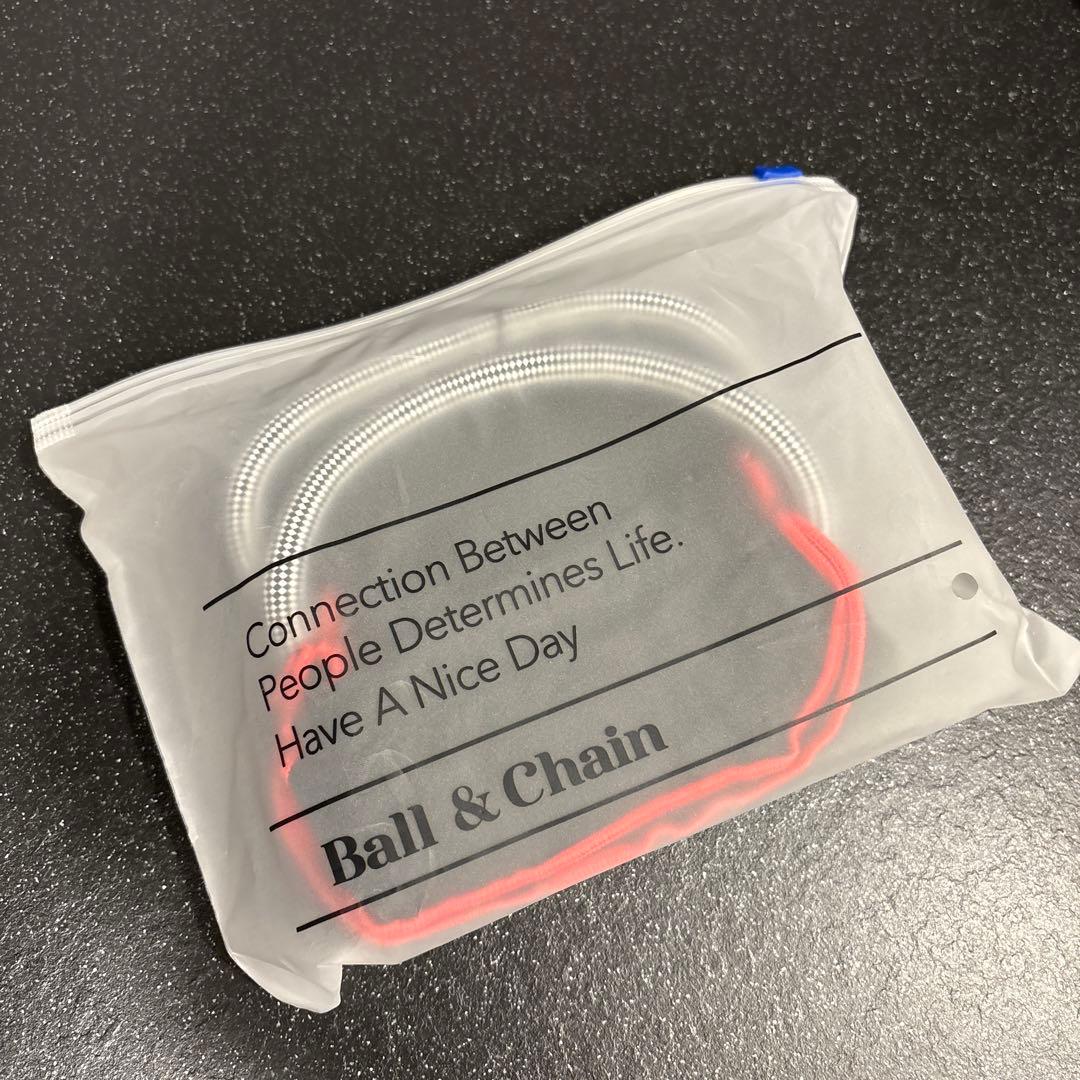 Connection Between
People Determines Life.
Have A Nice Day
Ball & Chain